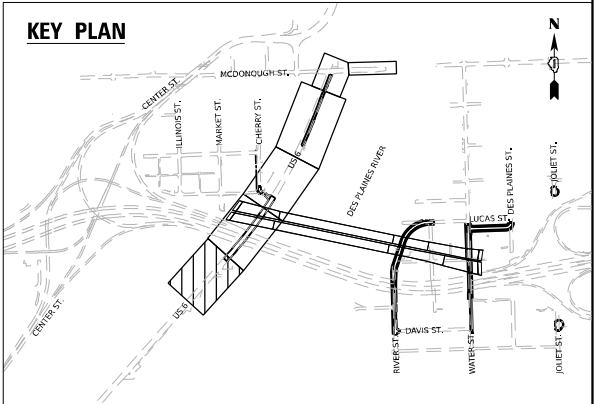 KEY PLAN
N
MCDONOUGH ST.
CENTER ST.
ILLINOIS ST.
MARKET ST.
CHERRY ST.
US 6
DES PLAINES RIVER
DES PLAINES ST.
JOLIET ST.
LUCAS ST.
US 6
CENTER ST.
DAVIS ST.
RIVER ST.
WATER ST.
JOLIET ST.